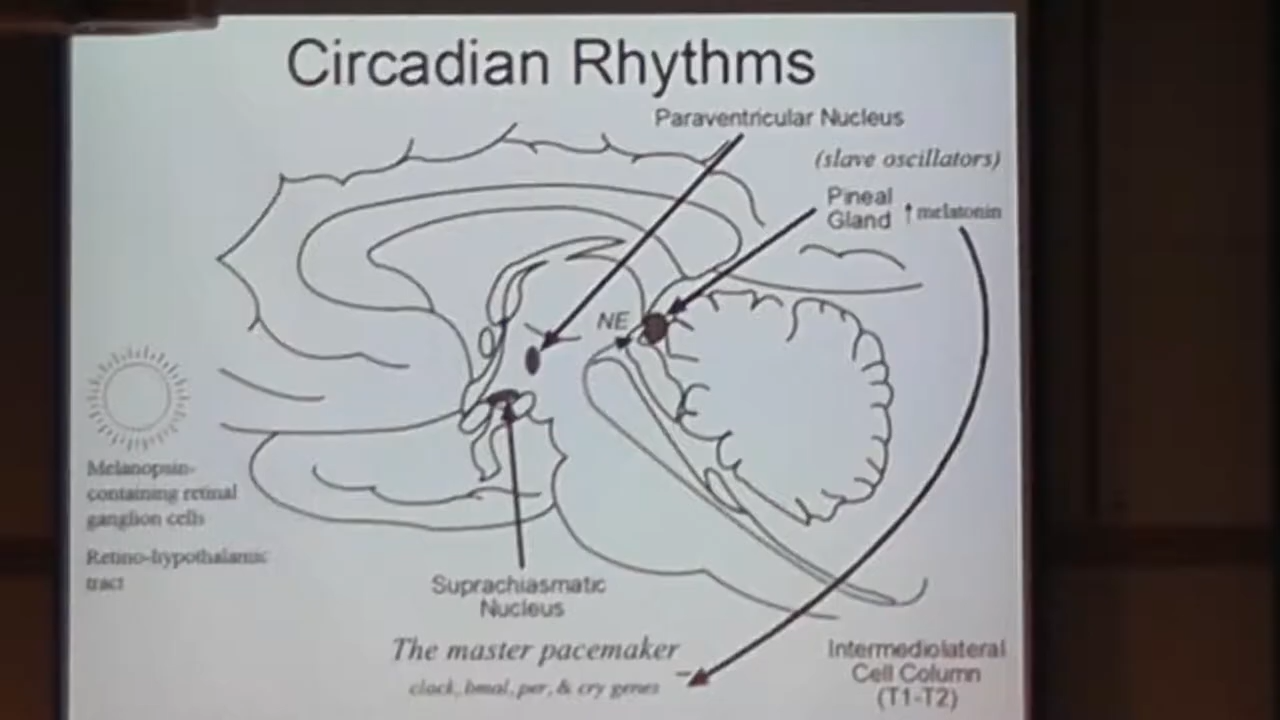 Circadian Rhythms
Paraventricular Nucleus
(slave oscillators)
Pineal
Gland ↑ melatonin
NE
Melanopsin-
containing retinal
ganglion cells
Retino-hypothalamic
tract
Suprachiasmatic
Nucleus
The master pacemaker
clock, bmal, per, & cry genes
−
Intermediolateral
Cell Column
(T1-T2)